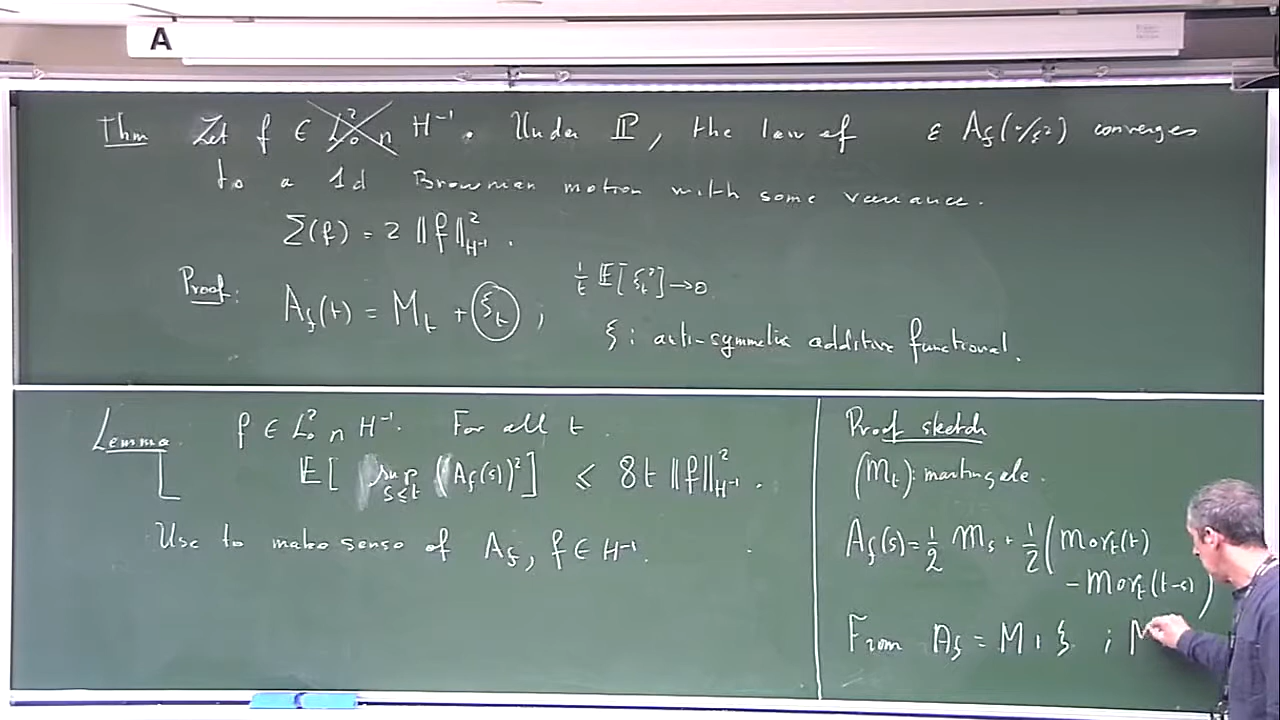 A
Thm Let f ∈ L²₀ ∩ H⁻¹. Under ℙ, the law of ε A_f(·/ε²) converges
to a 1d Brownian motion with some variance.
Σ(f) = 2 ‖f‖²_{H⁻¹}.
Proof: A_f(t) = M_t + ξ_t ; 1/t 𝔼[ξ_t²] → 0
ξ : anti-symmetric additive functional.
Lemma f ∈ L²₀ ∩ H⁻¹. For all t.
𝔼[ sup_{s≤t} (A_f(s)²] ≤ 8t ‖f‖²_{H⁻¹}.
Use to make sense of A_f, f ∈ H⁻¹.
Proof sketch
(M_t): martingale.
A_f(s) = 1/2 M_s + 1/2 (M∘r_t(t)
- M∘r_t(t-s))
From A_f = M + ξ ; M